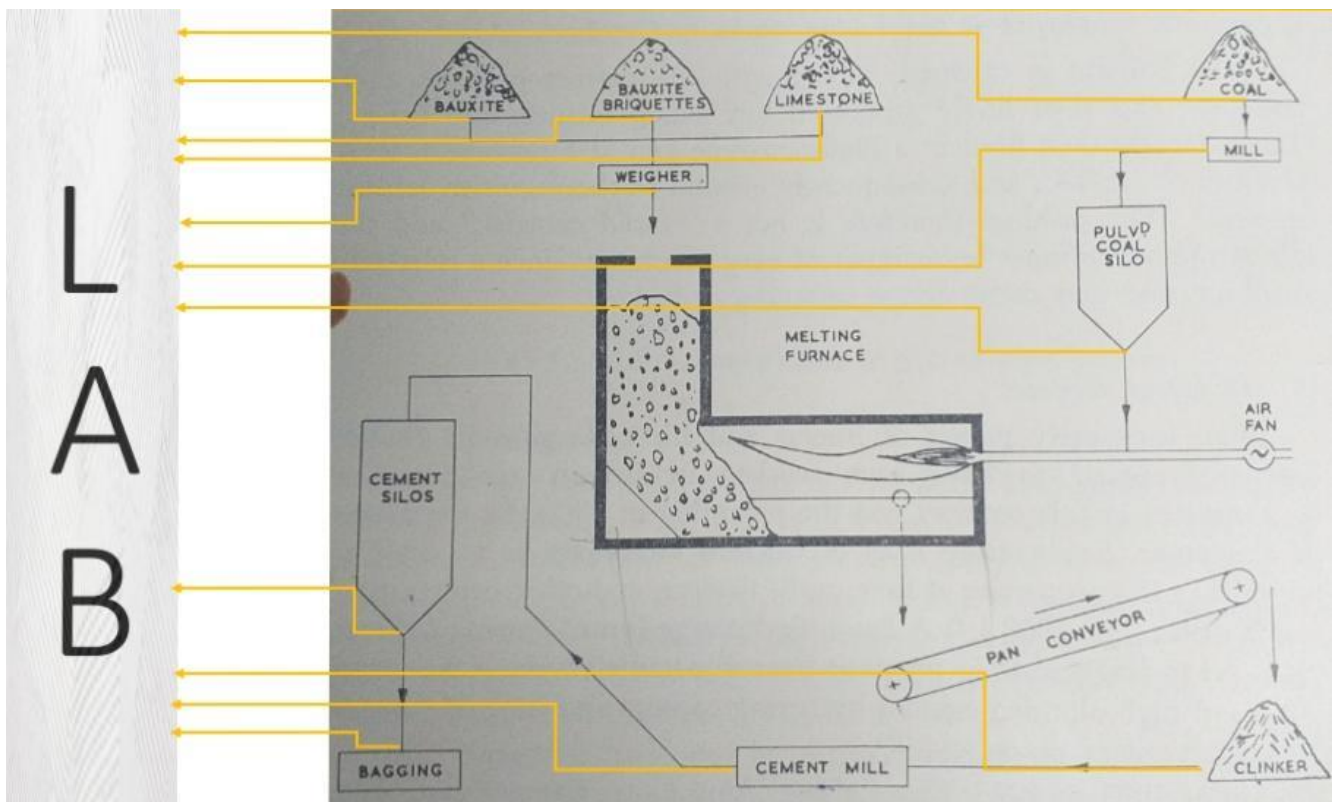 L
A
B
BAUXITE
BAUXITE
BRIQUETTES
LIMESTONE
COAL
WEIGHER
MILL
PULVD
COAL
SILO
MELTING
FURNACE
AIR
FAN
CEMENT
SILOS
PAN CONVEYOR
BAGGING
CEMENT MILL
CLINKER